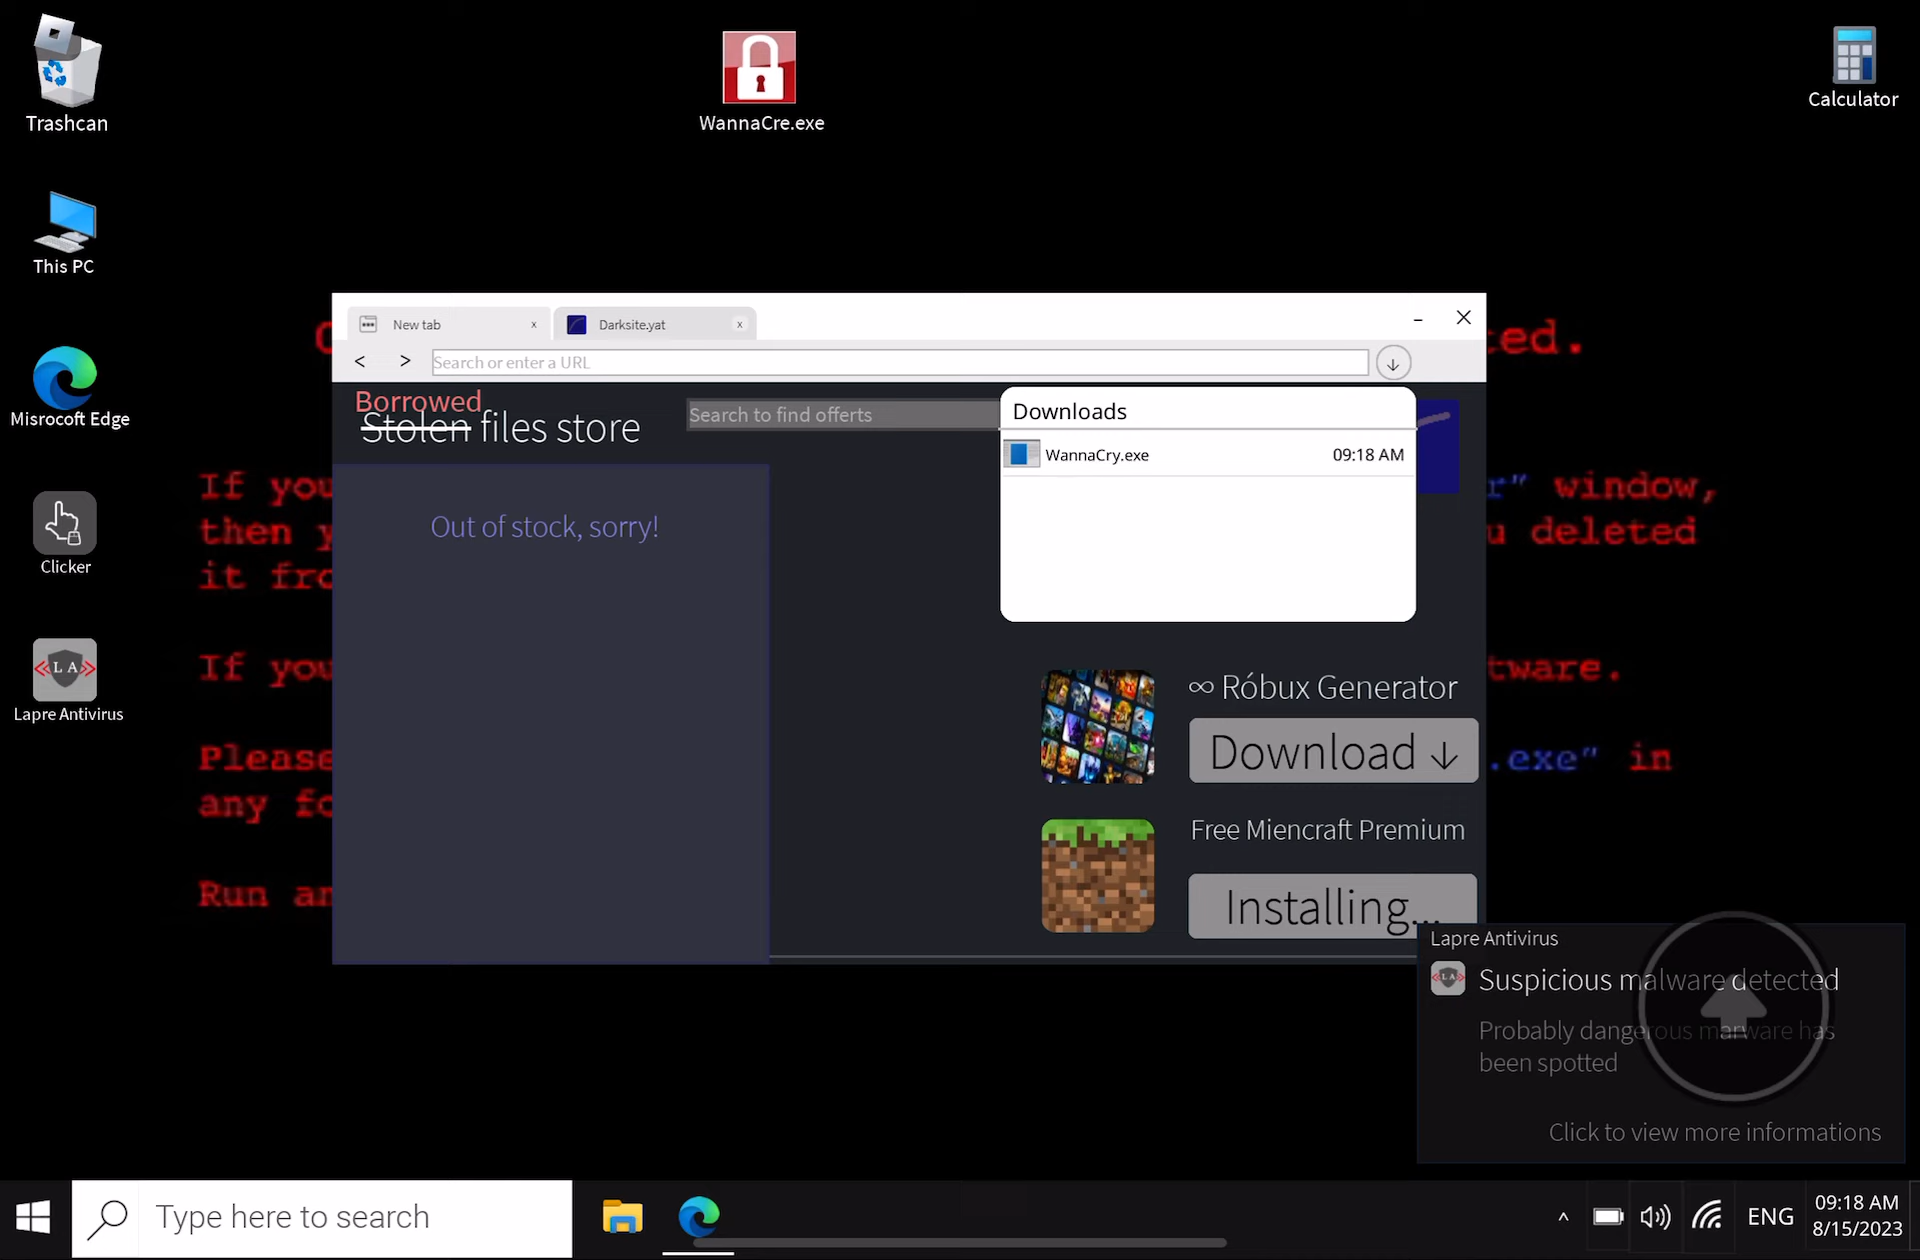 Trashcan
WannaCre.exe
Calculator
This PC
Misrocoft Edge
Clicker
L A
Lapre Antivirus
New tab
x
Darksite.yat
x
< > Search or enter a URL
Borrowed
Stolen files store
Search to find offerts
Downloads
WannaCry.exe 09:18 AM
Out of stock, sorry!
∞ Róbux Generator
Download ↓
Free Miencraft Premium
Installing...
ted.
If you
r" window,
then y
u deleted
it fro
If you
tware.
Please
.exe" in
any fo
Run an
Lapre Antivirus
LA
Suspicious malware detected
Probably dangerous malware has
been spotted
Click to view more informations
Type here to search
ENG
09:18 AM
8/15/2023